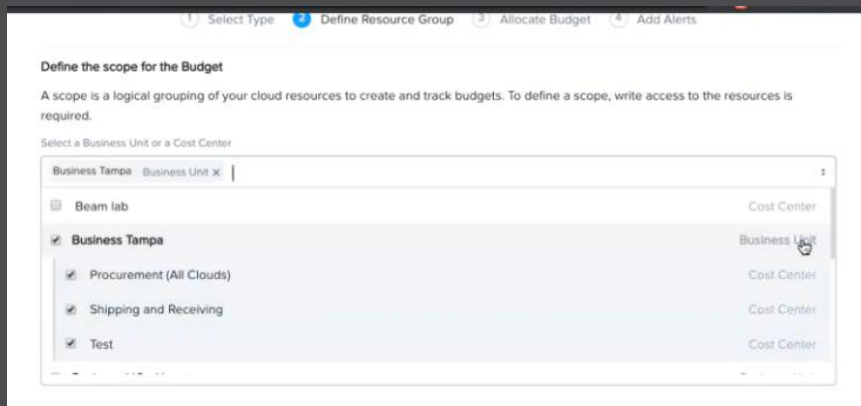 1 Select Type 2 Define Resource Group 3 Allocate Budget 4 Add Alerts
Define the scope for the Budget
A scope is a logical grouping of your cloud resources to create and track budgets. To define a scope, write access to the resources is
required.
Select a Business Unit or a Cost Center
Business Tampa Business Unit ×
Beam lab Cost Center
Business Tampa Business Unit
Procurement (All Clouds) Cost Center
Shipping and Receiving Cost Center
Test Cost Center